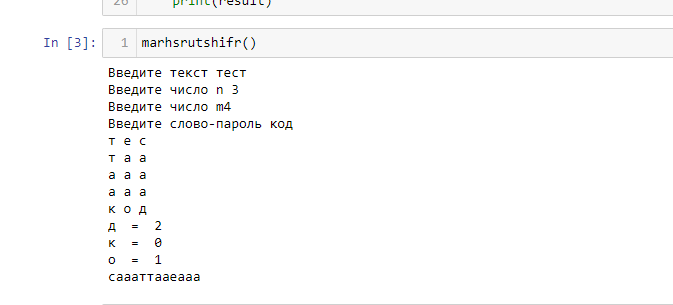 26 print(result)
In [3]: 1 marhsrutshifr()
Введите текст тест
Введите число n 3
Введите число m4
Введите слово-пароль код
т е с
т а а
а а а
а а а
к о д
д = 2
к = 0
о = 1
саааттааеааа